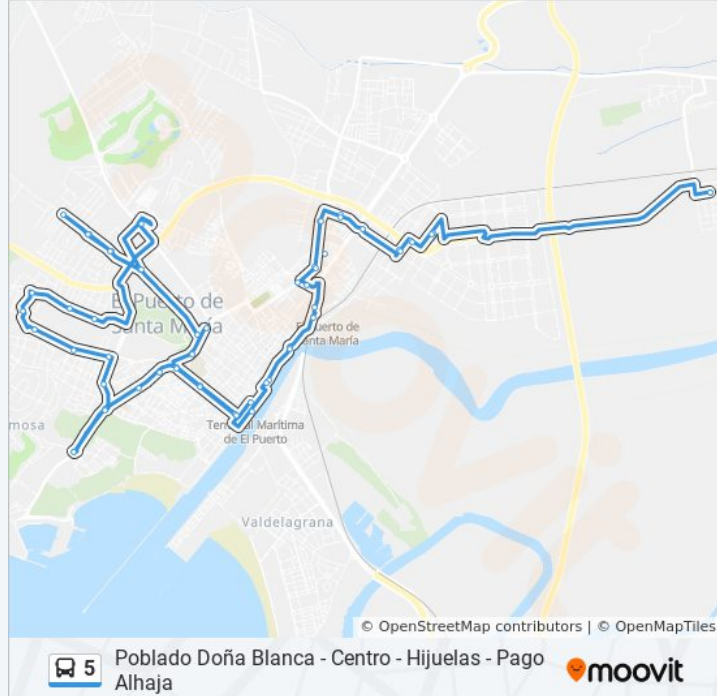 El Puerto de
Santa María
El Puerto de
Santa María
mosa
Terminal Marítima
de El Puerto
Valdelagrana
© OpenStreetMap contributors | © OpenMapTiles
5
Poblado Doña Blanca - Centro - Hijuelas - Pago
Alhaja
moovit